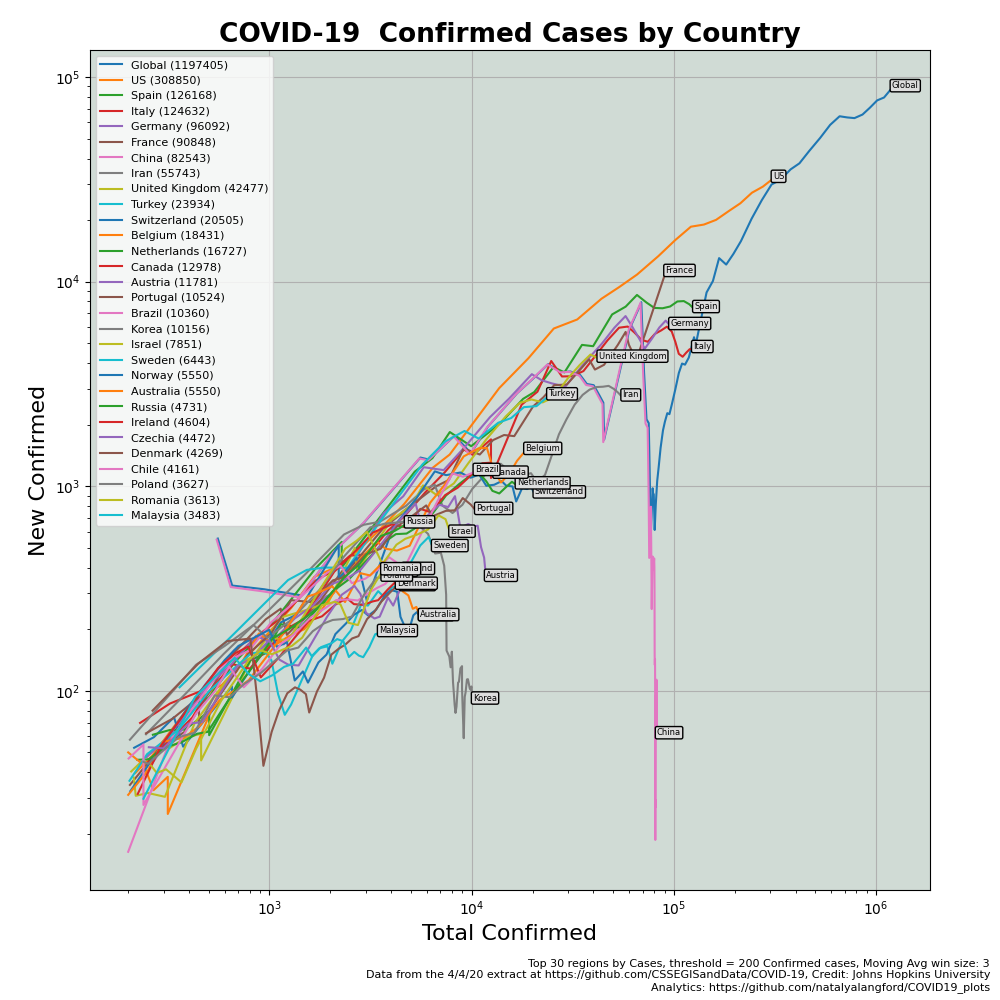 COVID-19  Confirmed Cases by Country
Global (1197405)
US (308850)
Spain (126168)
Italy (124632)
Germany (96092)
France (90848)
China (82543)
Iran (55743)
United Kingdom (42477)
Turkey (23934)
Switzerland (20505)
Belgium (18431)
Netherlands (16727)
Canada (12978)
Austria (11781)
Portugal (10524)
Brazil (10360)
Korea (10156)
Israel (7851)
Sweden (6443)
Norway (5550)
Australia (5550)
Russia (4731)
Ireland (4604)
Czechia (4472)
Denmark (4269)
Chile (4161)
Poland (3627)
Romania (3613)
Malaysia (3483)
10^5
10^4
10^3
10^2
New Confirmed
Global
US
France
Spain
Germany
Italy
United Kingdom
Turkey
Iran
Belgium
Brazil
Netherlands
Switzerland
Portugal
Russia
Israel
Sweden
Romania
Austria
Denmark
Australia
Malaysia
Korea
China
10^3
10^4
10^5
10^6
Total Confirmed
Top 30 regions by Cases, threshold = 200 Confirmed cases, Moving Avg win size: 3
Data from the 4/4/20 extract at https://github.com/CSSEGISandData/COVID-19, Credit: Johns Hopkins University
Analytics: https://github.com/natalyalangford/COVID19_plots